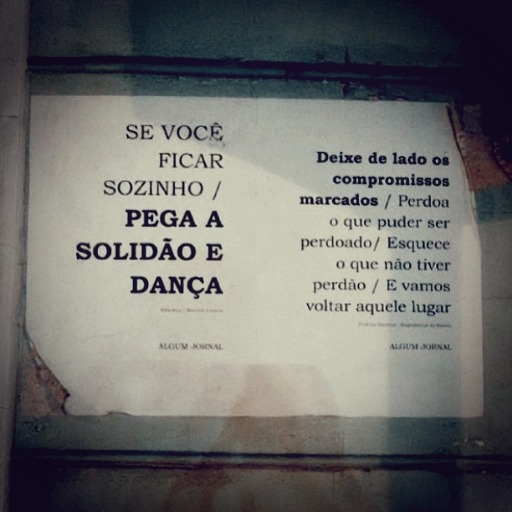 SE VOCÊ
FICAR
SOZINHO /
PEGA A
SOLIDÃO E
DANÇA
ALGUM JORNAL
Deixe de lado os
compromissos
marcados / Perdoa
o que puder ser
perdoado/ Esquece
o que não tiver
perdão / E vamos
voltar aquele lugar
ALGUM JORNAL